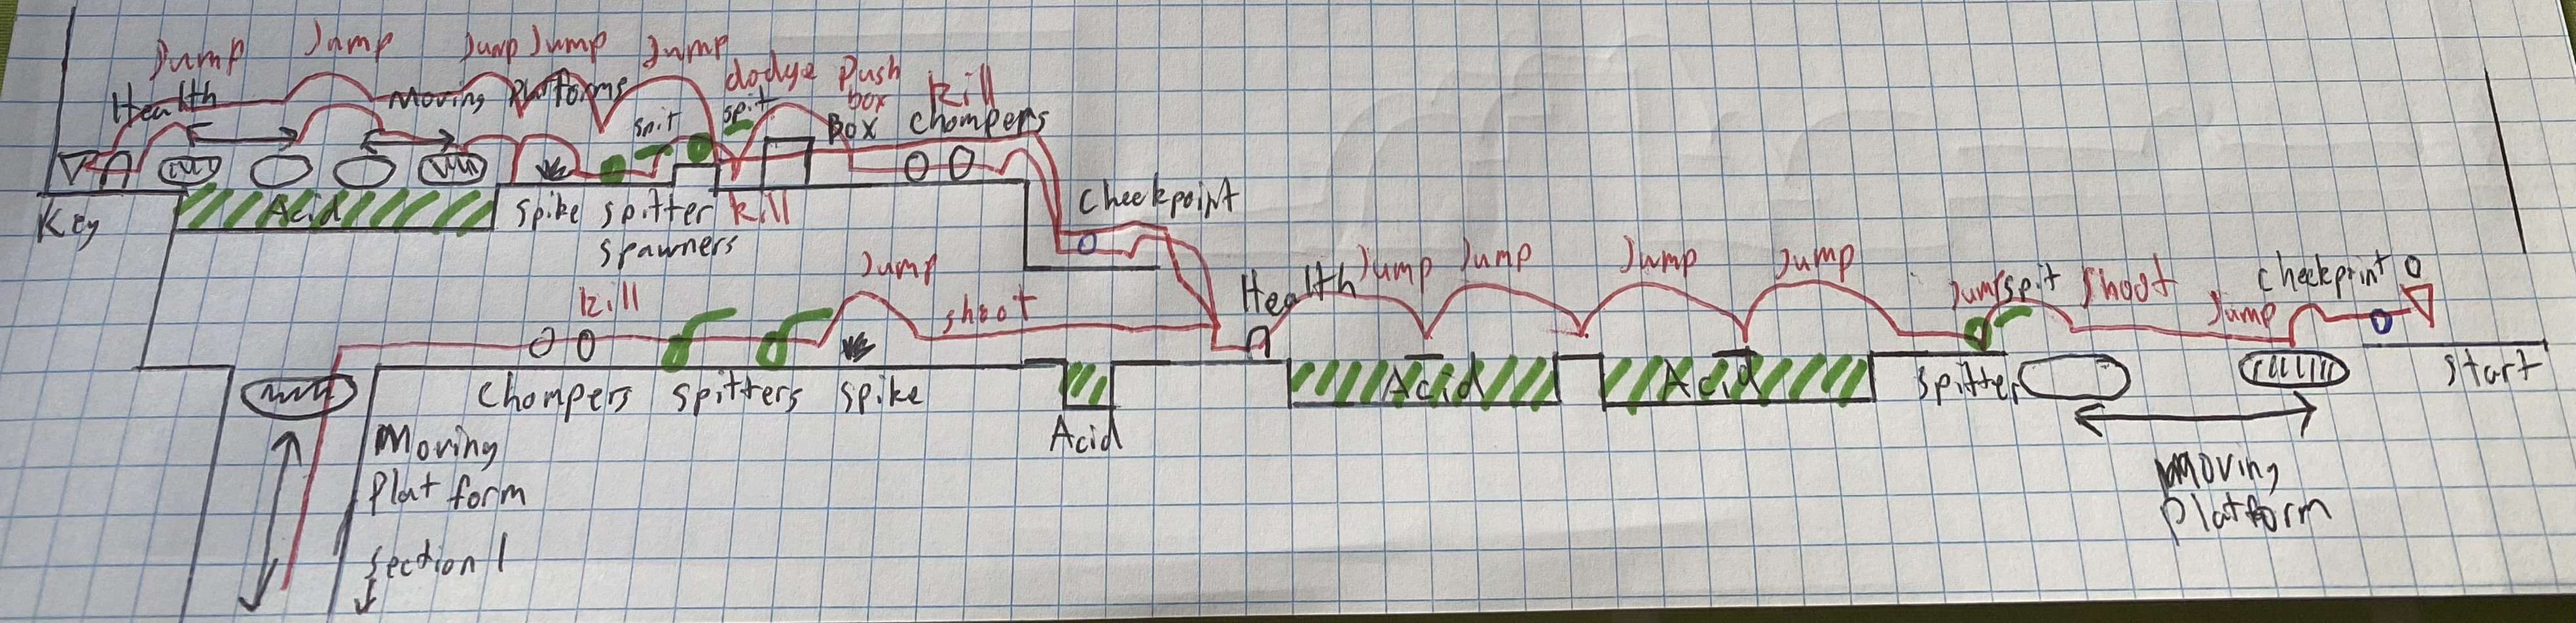 Jump Jump Jump Jump Jump
Health Moving Platforms spit spit dodge Push
box kill
Box Chompers
Key Acid Spike spitter kill
spawners
Checkpoint
Jump
kill
shoot
Health Jump Jump Jump Jump Jump spit shoot
Jump
Checkpoint
Chompers spitters spike
Acid
Acid Acid Spitter
Start
Moving
Platform
Section 1
Moving
Platform